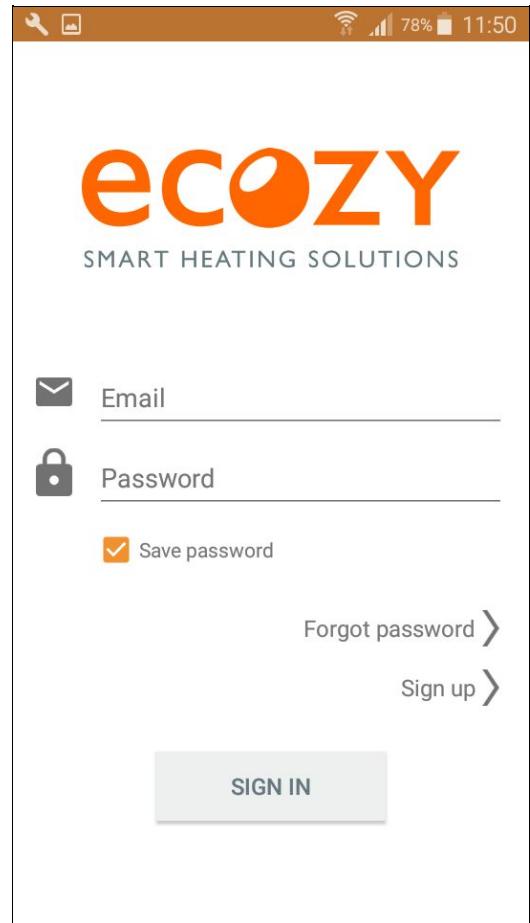 78% 11:50
ecozy
SMART HEATING SOLUTIONS
Email
Password
Save password
Forgot password
Sign up
SIGN IN